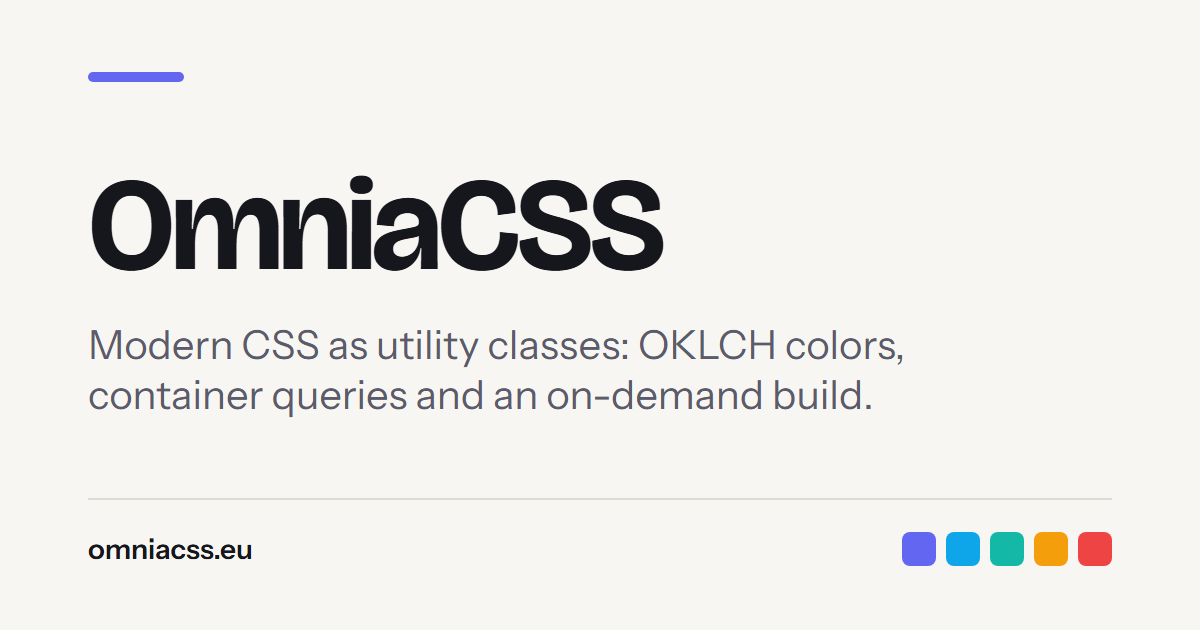 OmniaCSS
Modern CSS as utility classes: OKLCH colors,
container queries and an on-demand build.
omniacss.eu